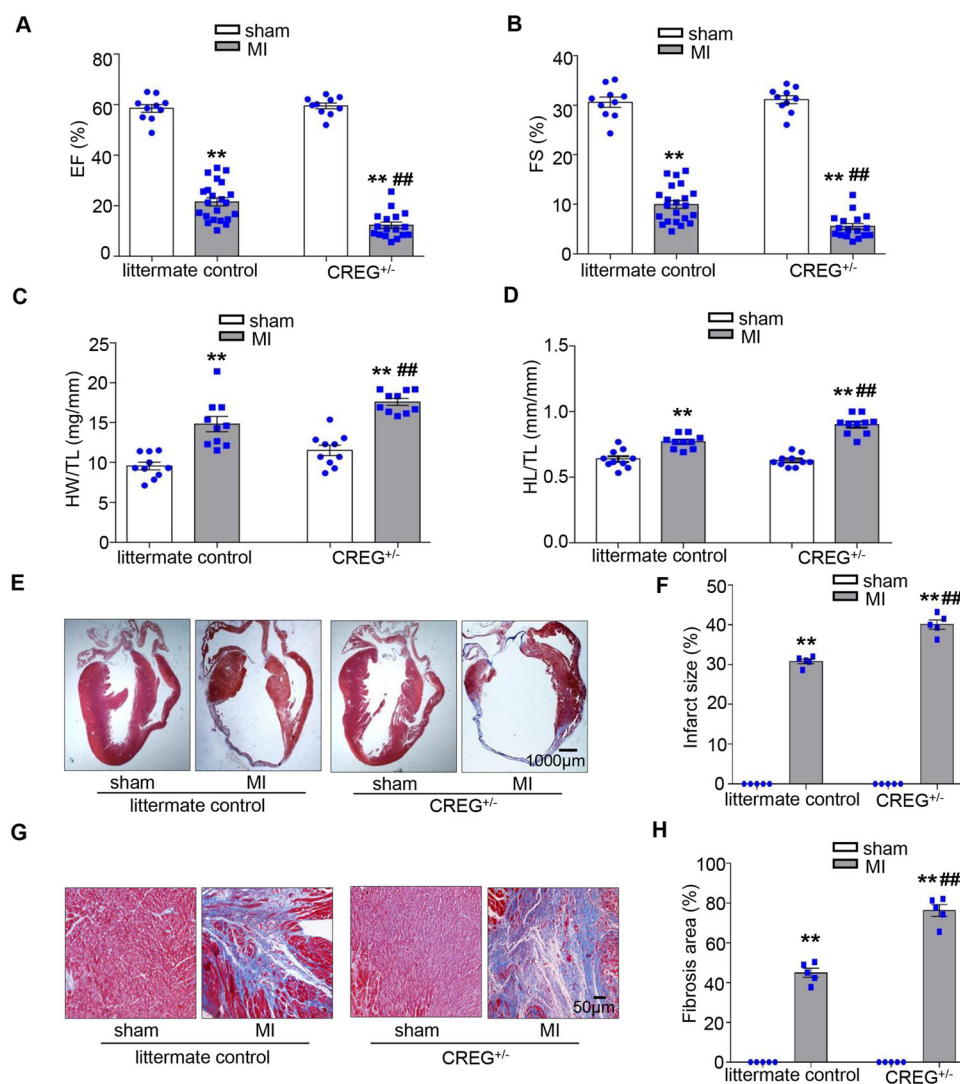 A
sham
MI
EF (%)
80
60
40
20
0
**
** ##
littermate control
CREG+/-
B
sham
MI
FS (%)
40
30
20
10
0
**
** ##
littermate control
CREG+/-
C
sham
MI
HW/TL (mg/mm)
25
20
15
10
5
0
**
** ##
littermate control
CREG+/-
D
sham
MI
HL/TL (mm/mm)
1.5
1.0
0.5
0.0
**
** ##
littermate control
CREG+/-
E
1000μm
sham
MI
sham
MI
littermate control
CREG+/-
F
sham
MI
Infarct size (%)
50
40
30
20
10
0
**
**##
littermate control
CREG+/-
G
50μm
sham
MI
sham
MI
littermate control
CREG+/-
H
sham
MI
Fibrosis area (%)
100
80
60
40
20
0
**
**##
littermate control
CREG+/-